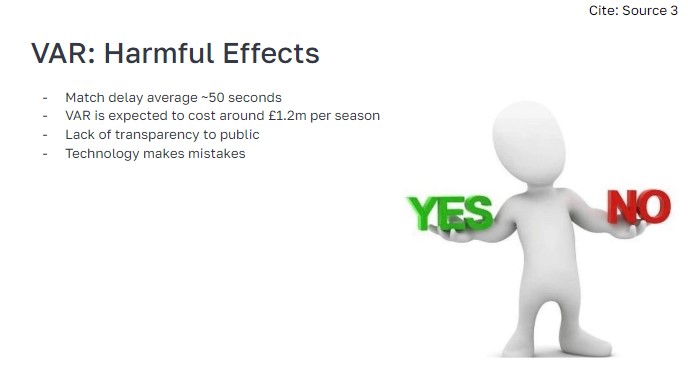 Cite: Source 3
VAR: Harmful Effects
- Match delay average ~50 seconds
- VAR is expected to cost around £1.2m per season
- Lack of transparency to public
- Technology makes mistakes
YES NO